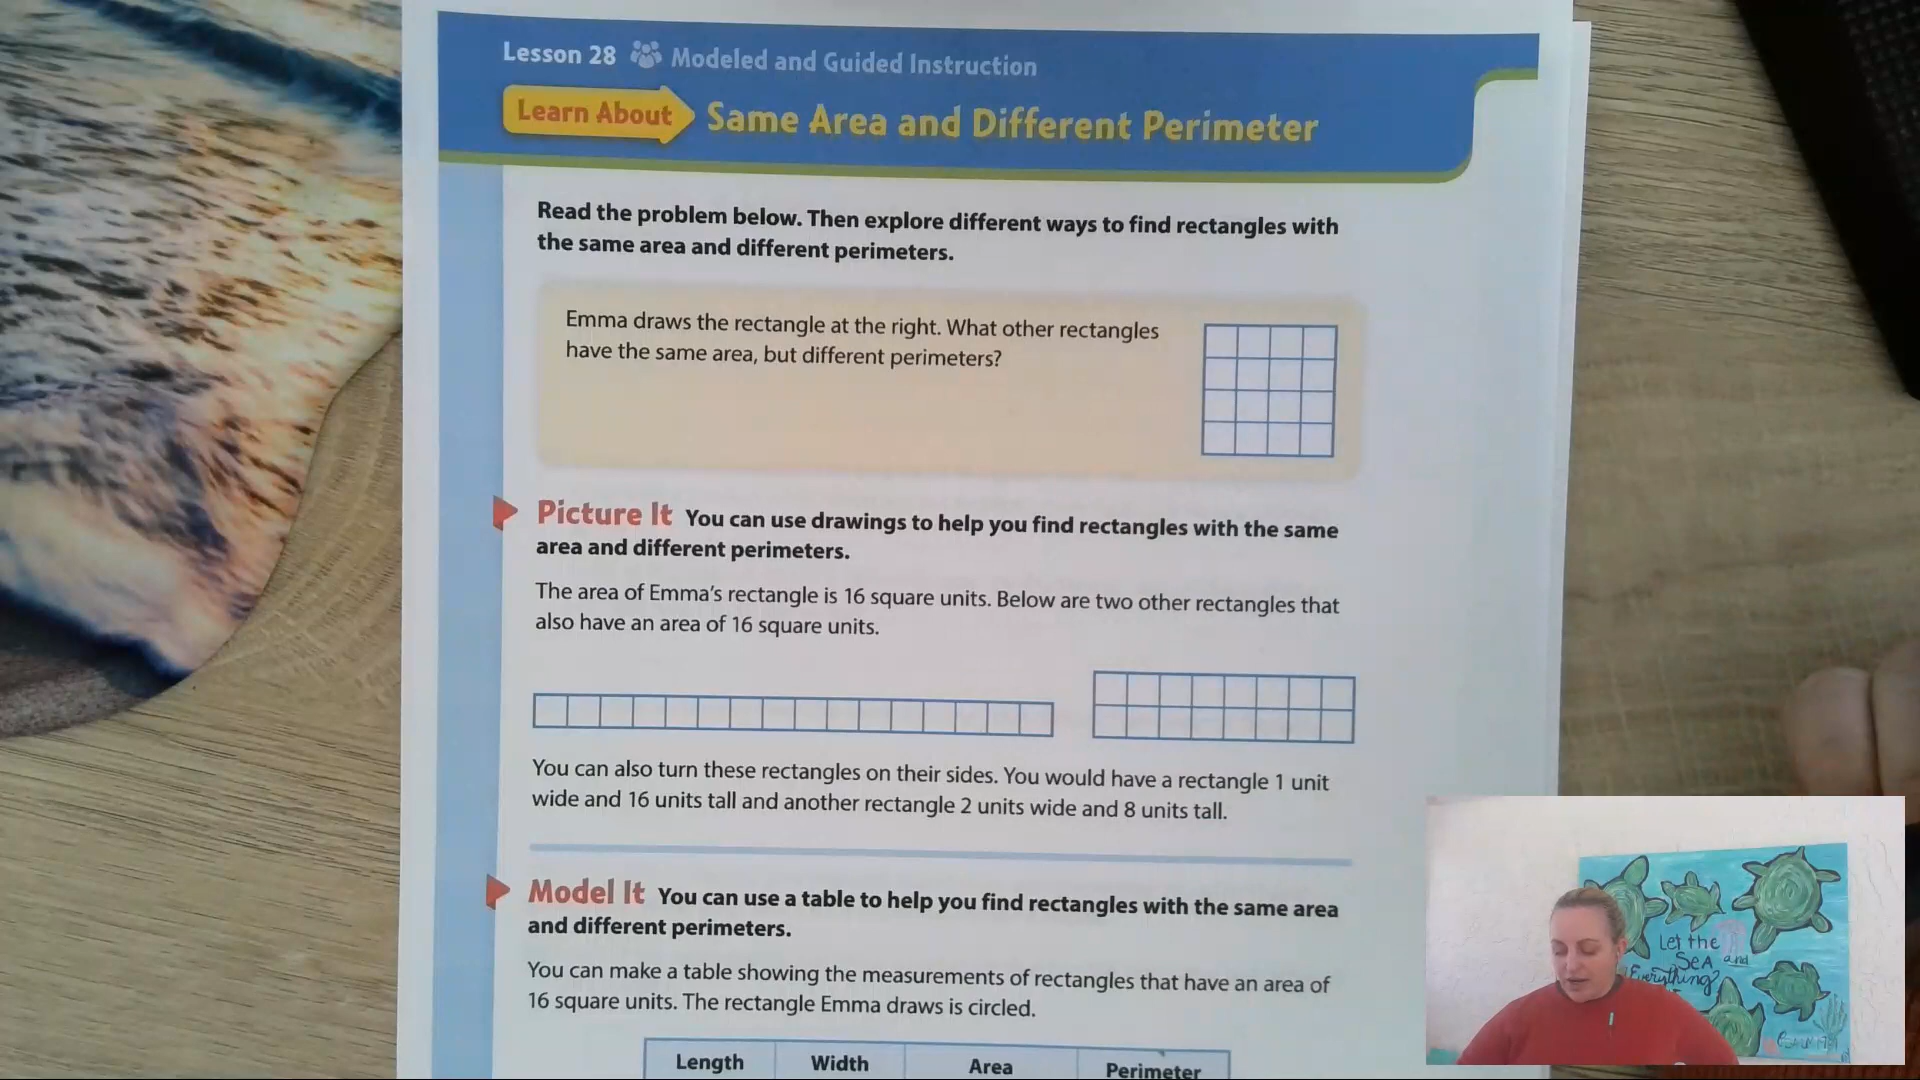 Lesson 28 Modeled and Guided Instruction
Learn About Same Area and Different Perimeter
Read the problem below. Then explore different ways to find rectangles with
the same area and different perimeters.
Emma draws the rectangle at the right. What other rectangles
have the same area, but different perimeters?
Picture It You can use drawings to help you find rectangles with the same
area and different perimeters.
The area of Emma's rectangle is 16 square units. Below are two other rectangles that
also have an area of 16 square units.
You can also turn these rectangles on their sides. You would have a rectangle 1 unit
wide and 16 units tall and another rectangle 2 units wide and 8 units tall.
Model It You can use a table to help you find rectangles with the same area
and different perimeters.
You can make a table showing the measurements of rectangles that have an area of
16 square units. The rectangle Emma draws is circled.
Length Width Area Perimeter
Let the
Sea and
Everything